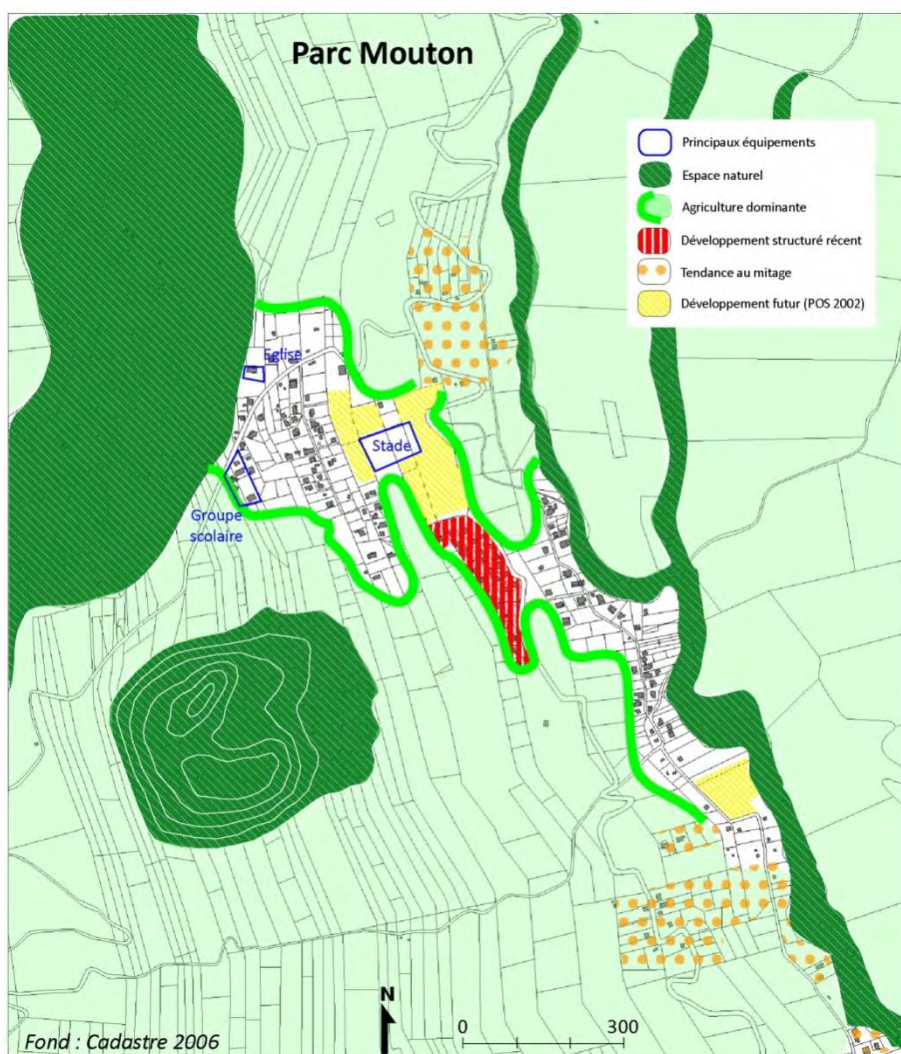 Parc Mouton
Principaux équipements
Espace naturel
Agriculture dominante
Développement structuré récent
Tendance au mitage
Développement futur (POS 2002)
Eglise
Stade
Groupe
scolaire
N
0 300
Fond : Cadastre 2006